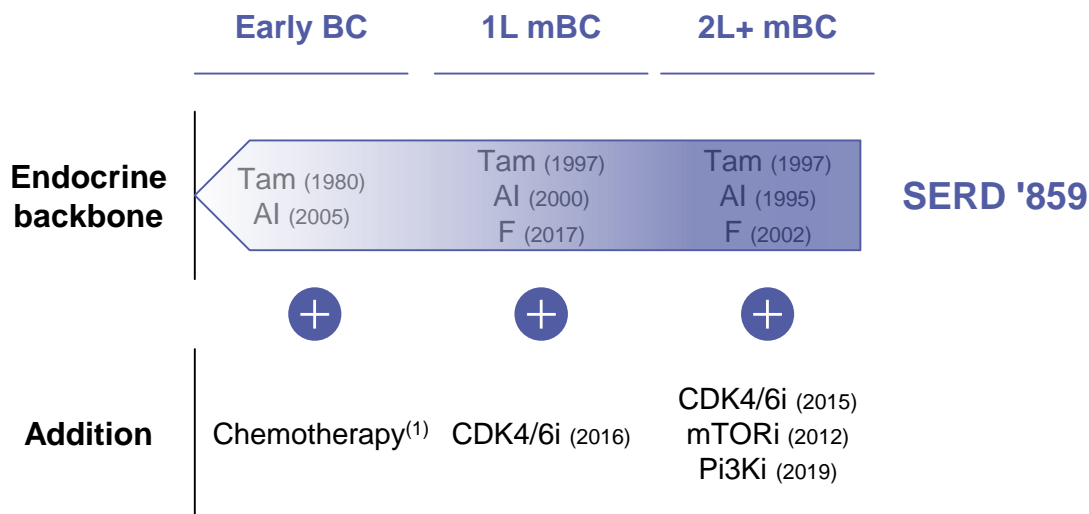 Early BC 1L mBC 2L+ mBC
Endocrine
backbone
Tam (1980)
AI (2005)
Tam (1997)
AI (2000)
F (2017)
Tam (1997)
AI (1995)
F (2002)
SERD '859
+ + +
Addition
Chemotherapy(1)
CDK4/6i (2016)
CDK4/6i (2015)
mTORi (2012)
Pi3Ki (2019)